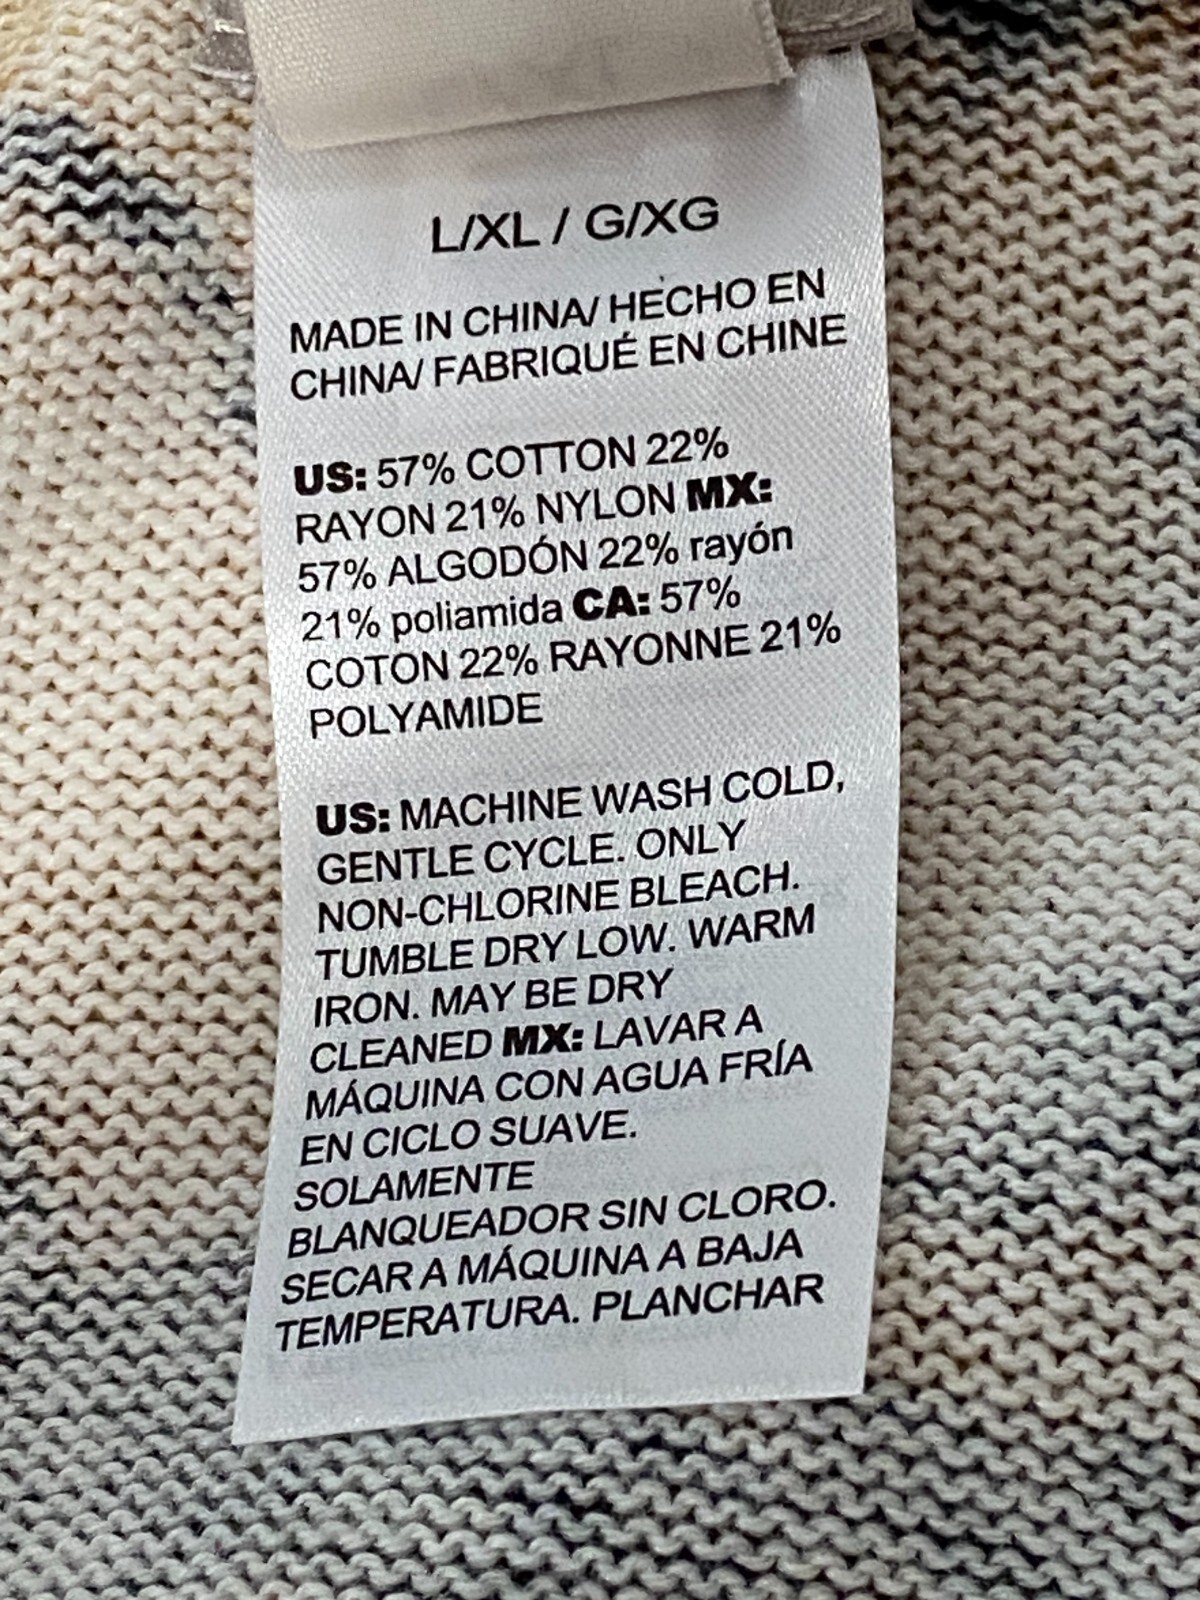 L/XL / G/XG
MADE IN CHINA/ HECHO EN
CHINA/ FABRIQUÉ EN CHINE
US: 57% COTTON 22%
RAYON 21% NYLON MX:
57% ALGODÓN 22% rayón
21% poliamida CA: 57%
COTON 22% RAYONNE 21%
POLYAMIDE
US: MACHINE WASH COLD,
GENTLE CYCLE. ONLY
NON-CHLORINE BLEACH.
TUMBLE DRY LOW. WARM
IRON. MAY BE DRY
CLEANED MX: LAVAR A
MÁQUINA CON AGUA FRÍA
EN CICLO SUAVE.
SOLAMENTE
BLANQUEADOR SIN CLORO.
SECAR A MÁQUINA A BAJA
TEMPERATURA. PLANCHAR